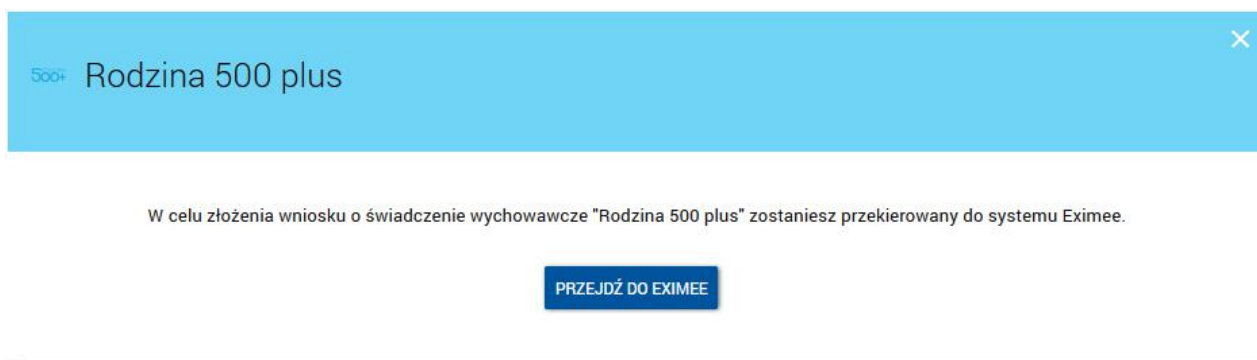 500+ Rodzina 500 plus
W celu złożenia wniosku o świadczenie wychowawcze "Rodzina 500 plus" zostaniesz przekierowany do systemu Eximee.
PRZEJDŹ DO EXIMEE